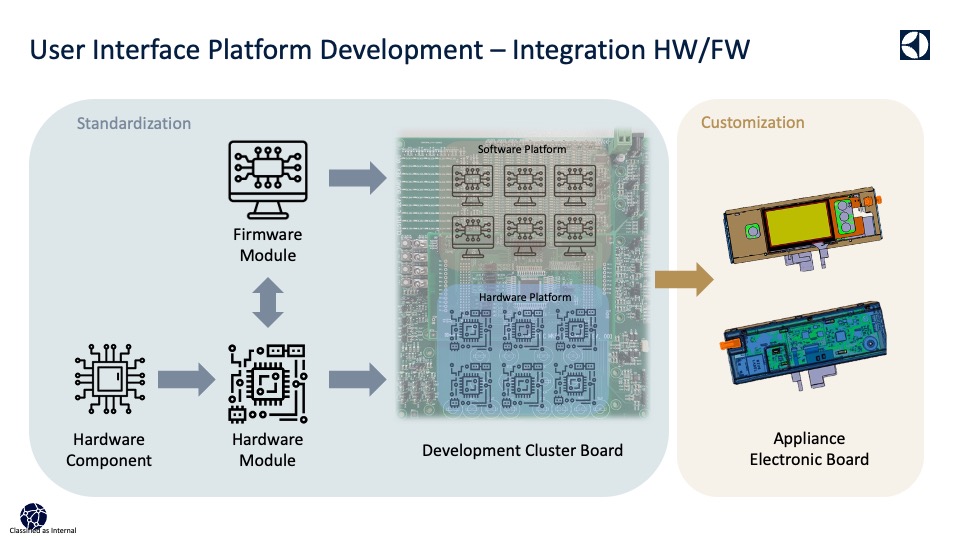 User Interface Platform Development – Integration HW/FW
Standardization
Customization
Software Platform
Firmware
Module
Hardware Platform
Hardware
Component
Hardware
Module
Development Cluster Board
Appliance
Electronic Board
Classified as Internal